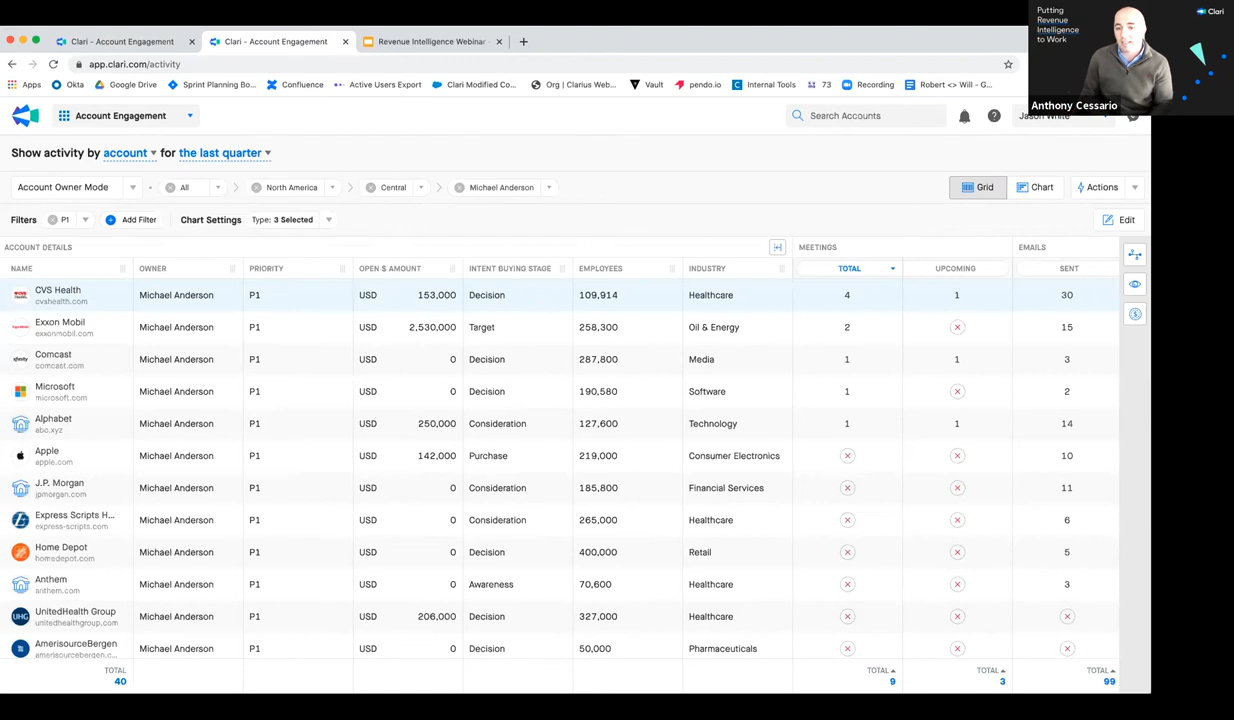 Clari - Account Engagement
Clari - Account Engagement
Revenue Intelligence Webinar
app.clari.com/activity
Apps
Okta
Google Drive
Sprint Planning Bo...
Confluence
Active Users Export
Clari Modified Co...
Org | Clarius Web...
Vault
pendo.io
Internal Tools
73
Recording
Robert <> Will - G...
Putting
Revenue
Intelligence
to Work
Clari
Anthony Cessario
Account Engagement
Search Accounts
Jason White
Show activity by account for the last quarter
Account Owner Mode
All
North America
Central
Michael Anderson
Grid
Chart
Actions
Filters
P1
Add Filter
Chart Settings
Type: 3 Selected
Edit
ACCOUNT DETAILS
MEETINGS
EMAILS
NAME OWNER PRIORITY OPEN $ AMOUNT INTENT BUYING STAGE EMPLOYEES INDUSTRY TOTAL UPCOMING SENT
CVS Health Michael Anderson P1 USD 153,000 Decision 109,914 Healthcare 4 1 30
cvshealth.com
Exxon Mobil Michael Anderson P1 USD 2,530,000 Target 258,300 Oil & Energy 2 15
exxonmobil.com
Comcast Michael Anderson P1 USD 0 Decision 287,800 Media 1 1 3
comcast.com
Microsoft Michael Anderson P1 USD 0 Decision 190,580 Software 1 2
microsoft.com
Alphabet Michael Anderson P1 USD 250,000 Consideration 127,600 Technology 1 1 14
abc.xyz
Apple Michael Anderson P1 USD 142,000 Purchase 219,000 Consumer Electronics 10
apple.com
J.P. Morgan Michael Anderson P1 USD 0 Consideration 185,800 Financial Services 11
jpmorgan.com
Express Scripts H... Michael Anderson P1 USD 0 Consideration 265,000 Healthcare 6
express-scripts.com
Home Depot Michael Anderson P1 USD 0 Decision 400,000 Retail 5
homedepot.com
Anthem Michael Anderson P1 USD 0 Awareness 70,600 Healthcare 3
anthem.com
UHG
UnitedHealth Group Michael Anderson P1 USD 206,000 Decision 327,000 Healthcare
unitedhealthgroup.com
AmerisourceBergen Michael Anderson P1 USD 0 Decision 50,000 Pharmaceuticals
amerisourcebergen.c...
TOTAL TOTAL TOTAL TOTAL
40 9 3 99